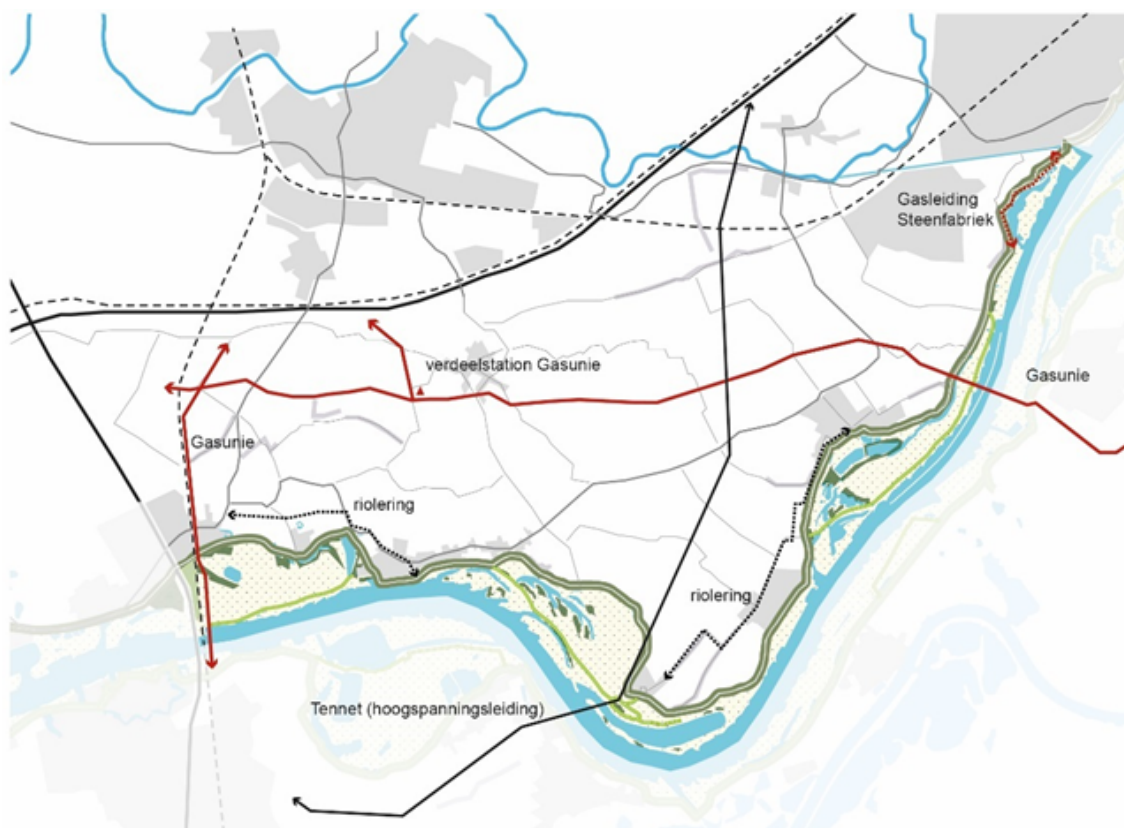 Gasleiding
Steenfabriek
verdeelstation Gasunie
Gasunie
Gasunie
riolering
riolering
Tennet (hoogspanningsleiding)